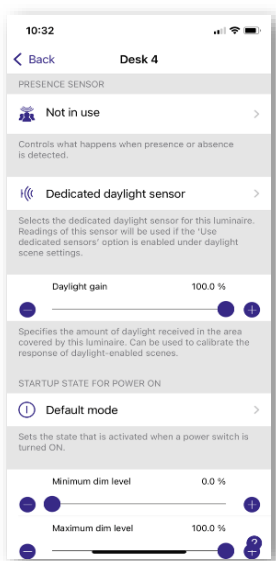 10:32
Back Desk 4
PRESENCE SENSOR
Not in use
Controls what happens when presence or absence
is detected.
Dedicated daylight sensor
Selects the dedicated daylight sensor for this luminaire.
Readings of this sensor will be used if the 'Use
dedicated sensors' option is enabled under daylight
scene settings.
Daylight gain 100.0 %
Specifies the amount of daylight received in the area
covered by this luminaire. Can be used to calibrate the
response of daylight-enabled scenes.
STARTUP STATE FOR POWER ON
Default mode
Sets the state that is activated when a power switch is
turned ON.
Minimum dim level 0.0 %
Maximum dim level 100.0 %
?